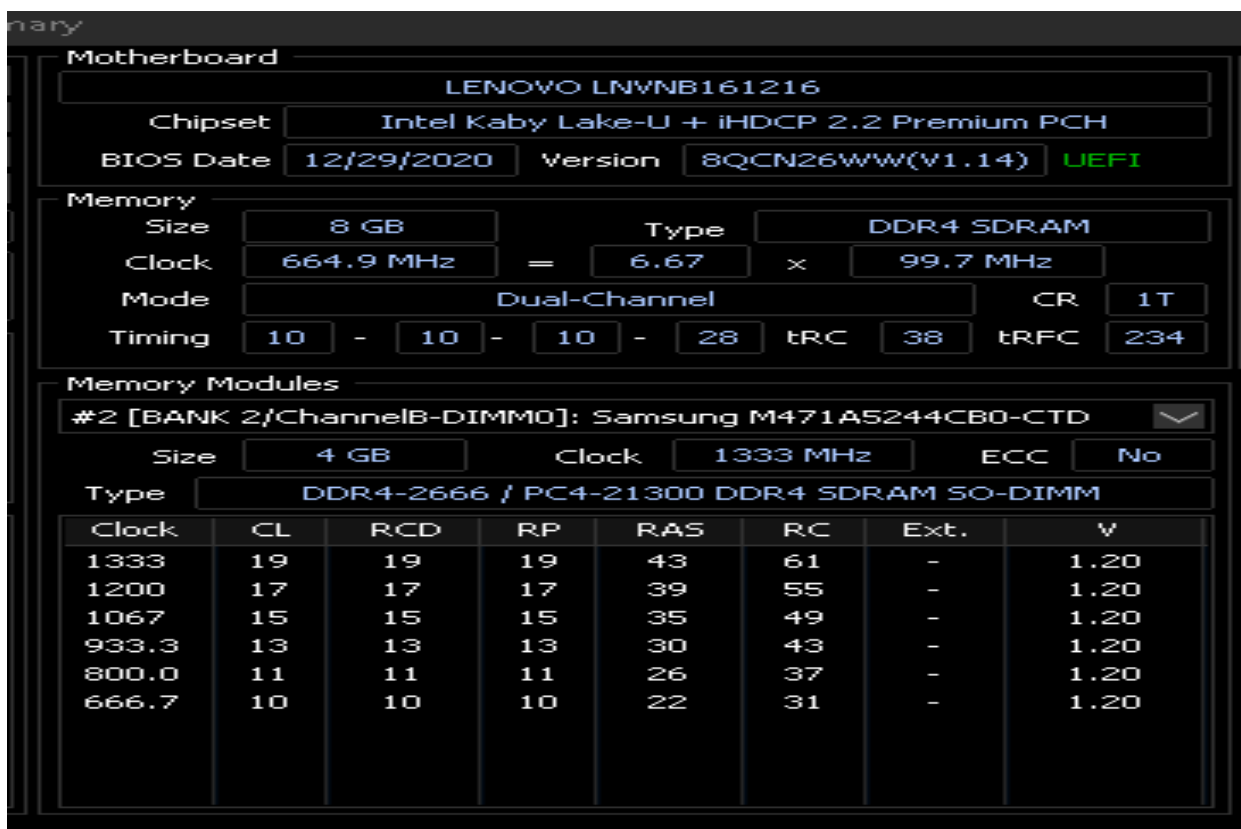 nary
Motherboard
LENOVO LNVNB161216
Chipset Intel Kaby Lake-U + iHDCP 2.2 Premium PCH
BIOS Date 12/29/2020 Version 8QCN26WW(V1.14) UEFI
Memory
Size 8 GB Type DDR4 SDRAM
Clock 664.9 MHz = 6.67 x 99.7 MHz
Mode Dual-Channel CR 1T
Timing 10 - 10 - 10 - 28 tRC 38 tRFC 234
Memory Modules
#2 [BANK 2/ChannelB-DIMM0]: Samsung M471A5244CB0-CTD
Size 4 GB Clock 1333 MHz ECC No
Type DDR4-2666 / PC4-21300 DDR4 SDRAM SO-DIMM
Clock CL RCD RP RAS RC Ext. V
1333 19 19 19 43 61 - 1.20
1200 17 17 17 39 55 - 1.20
1067 15 15 15 35 49 - 1.20
933.3 13 13 13 30 43 - 1.20
800.0 11 11 11 26 37 - 1.20
666.7 10 10 10 22 31 - 1.20